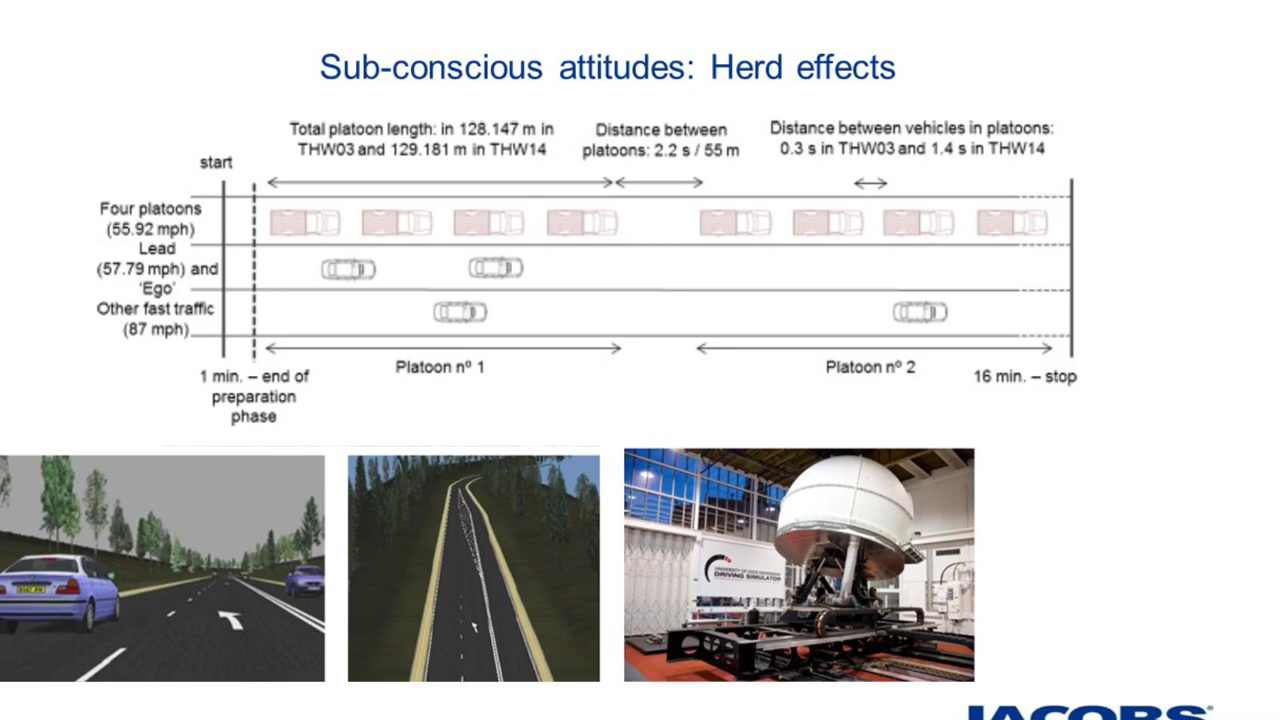 Sub-conscious attitudes: Herd effects
Total platoon length: in 128.147 m in
THW03 and 129.181 m in THW14
Distance between
platoons: 2.2 s / 55 m
Distance between vehicles in platoons:
0.3 s in THW03 and 1.4 s in THW14
start
Four platoons
(55.92 mph)
Lead
(57.79 mph) and
'Ego'
Other fast traffic
(87 mph)
Platoon nº 1
Platoon nº 2
1 min. – end of
preparation
phase
16 min. – stop
DRIVING SIMULATOR
JACOBS